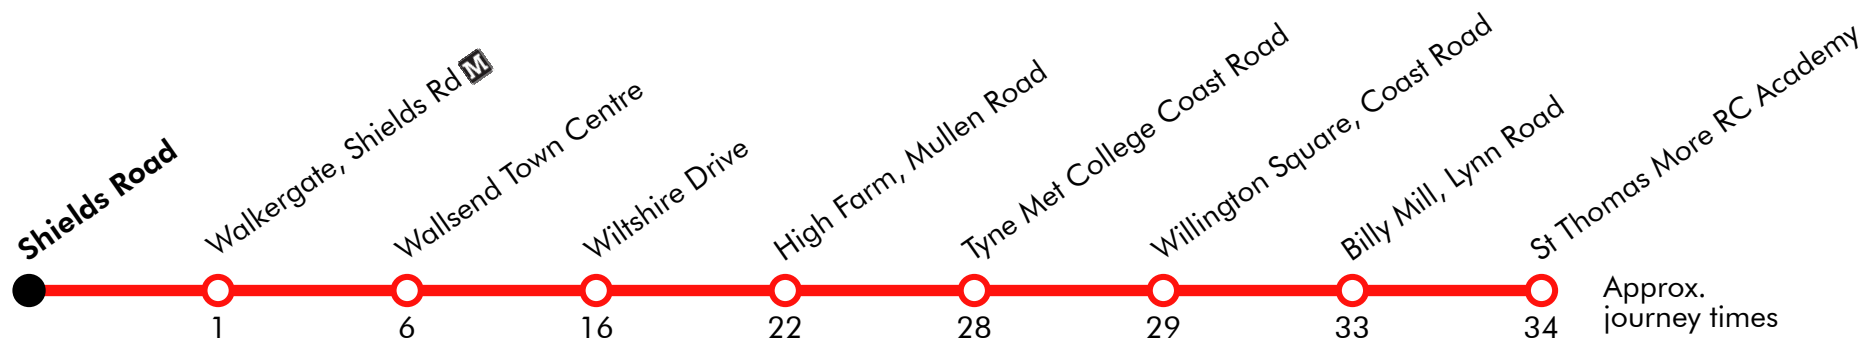 Shields Road
Walkergate, Shields Rd M
Wallsend Town Centre
Wiltshire Drive
High Farm, Mullen Road
Tyne Met College Coast Road
Willington Square, Coast Road
Billy Mill, Lynn Road
St Thomas More RC Academy
1 6 16 22 28 29 33 34
Approx.
journey times